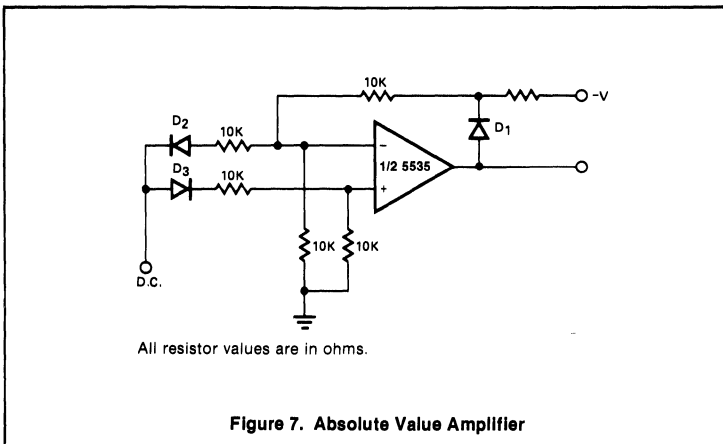 10K
-V
D2
10K
D1
D3
10K
−
1/2 5535
+
10K 10K
D.C.
All resistor values are in ohms.
Figure 7. Absolute Value Amplifier